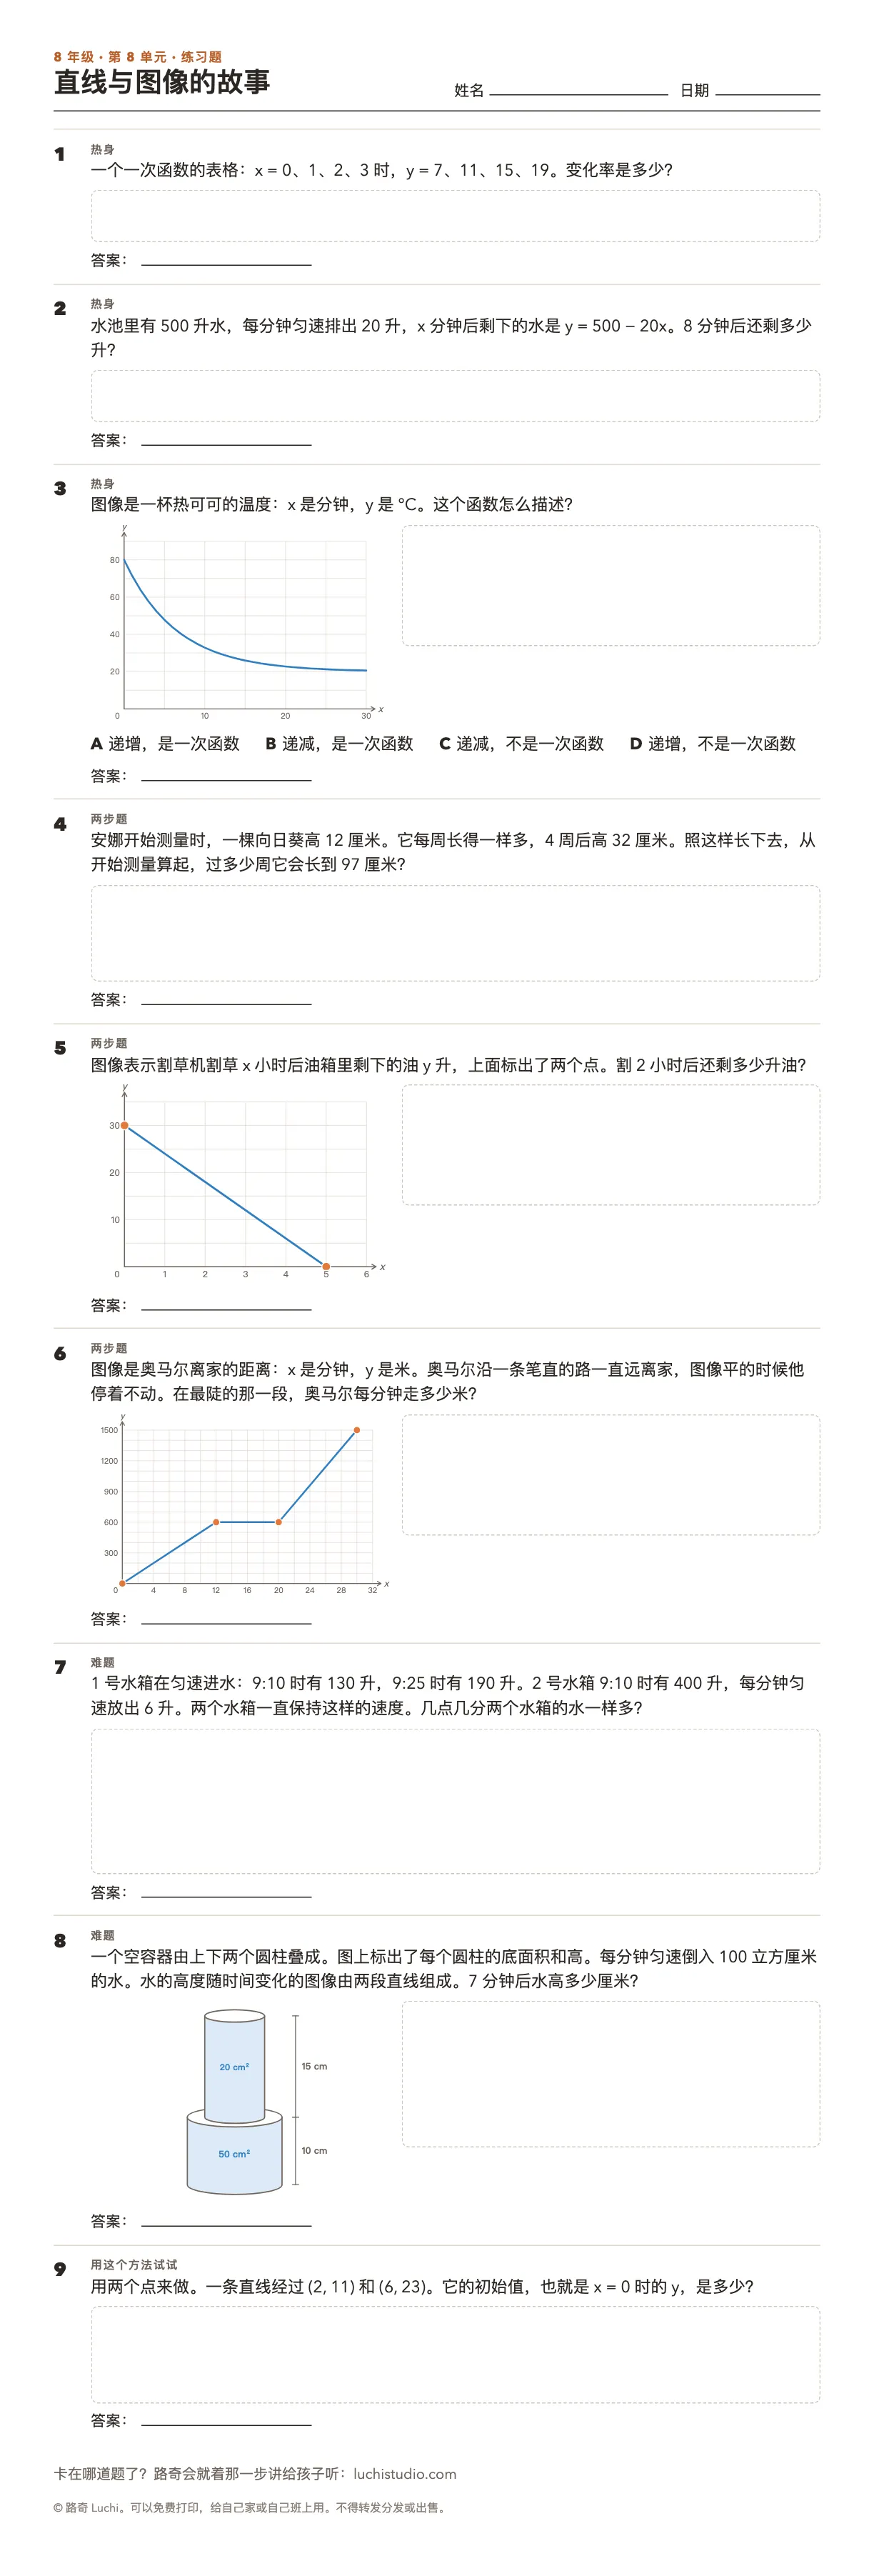 8 年级 · 第 8 单元 · 练习题
直线与图像的故事
姓名 日期
1
热身
一个一次函数的表格：x = 0、1、2、3 时，y = 7、11、15、19。变化率是多少？
答案：
2
热身
水池里有 500 升水，每分钟匀速排出 20 升，x 分钟后剩下的水是 y = 500 − 20x。8 分钟后还剩多少
升？
答案：
3
热身
图像是一杯热可可的温度：x 是分钟，y 是 °C。这个函数怎么描述？
y
80
60
40
20
0 10 20 30 x
A 递增，是一次函数 B 递减，是一次函数 C 递减，不是一次函数 D 递增，不是一次函数
答案：
4
两步题
安娜开始测量时，一棵向日葵高 12 厘米。它每周长得一样多，4 周后高 32 厘米。照这样长下去，从
开始测量算起，过多少周它会长到 97 厘米？
答案：
5
两步题
图像表示割草机割草 x 小时后油箱里剩下的油 y 升，上面标出了两个点。割 2 小时后还剩多少升油？
y
30
20
10
0 1 2 3 4 5 6 x
答案：
6
两步题
图像是奥马尔离家的距离：x 是分钟，y 是米。奥马尔沿一条笔直的路一直远离家，图像平的时候他
停着不动。在最陡的那一段，奥马尔每分钟走多少米？
y
1500
1200
900
600
300
0 4 8 12 16 20 24 28 32 x
答案：
7
难题
1 号水箱在匀速进水：9:10 时有 130 升，9:25 时有 190 升。2 号水箱 9:10 时有 400 升，每分钟匀
速放出 6 升。两个水箱一直保持这样的速度。几点几分两个水箱的水一样多？
答案：
8
难题
一个空容器由上下两个圆柱叠成。图上标出了每个圆柱的底面积和高。每分钟匀速倒入 100 立方厘米
的水。水的高度随时间变化的图像由两段直线组成。7 分钟后水高多少厘米？
20 cm² 15 cm
50 cm² 10 cm
答案：
9
用这个方法试试
用两个点来做。一条直线经过 (2, 11) 和 (6, 23)。它的初始值，也就是 x = 0 时的 y，是多少？
答案：
卡在哪道题了？路奇会就着那一步讲给孩子听：luchistudio.com
© 路奇 Luchi。可以免费打印，给自己家或自己班上用。不得转发分发或出售。